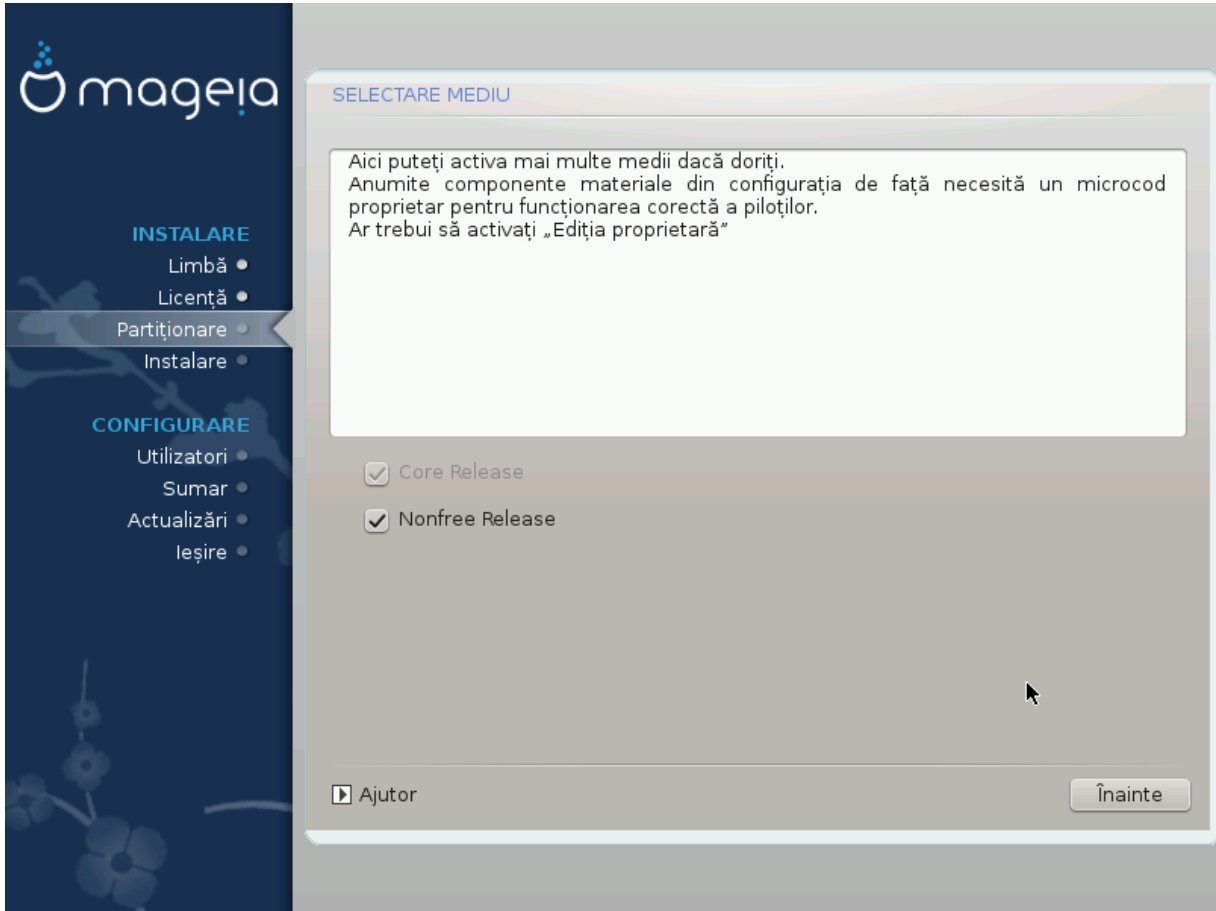 mageia
INSTALARE
Limbă
Licență
Partiționare
Instalare
CONFIGURARE
Utilizatori
Sumar
Actualizări
Ieșire
SELECTARE MEDIU
Aici puteți activa mai multe medii dacă doriți.
Anumite componente materiale din configurația de față necesită un microcod
proprietar pentru funcționarea corectă a piloților.
Ar trebui să activați „Ediția proprietară”
Core Release
Nonfree Release
Ajutor
Înainte